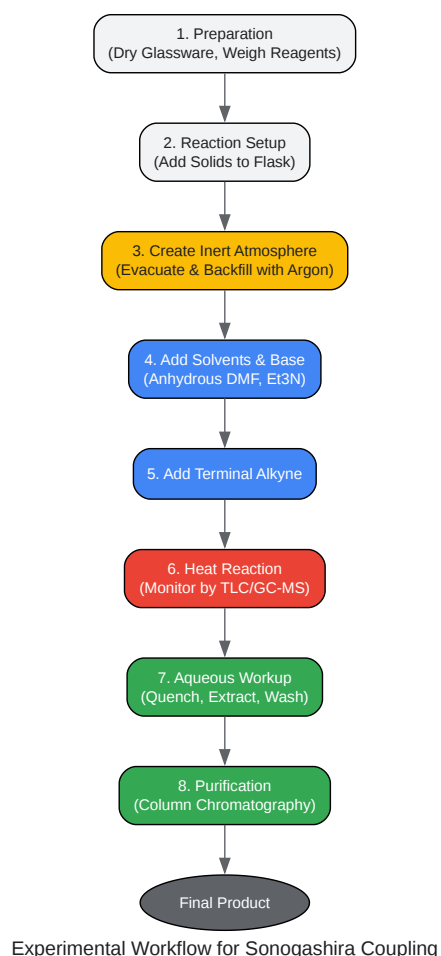 1. Preparation
(Dry Glassware, Weigh Reagents)
2. Reaction Setup
(Add Solids to Flask)
3. Create Inert Atmosphere
(Evacuate & Backfill with Argon)
4. Add Solvents & Base
(Anhydrous DMF, Et3N)
5. Add Terminal Alkyne
6. Heat Reaction
(Monitor by TLC/GC-MS)
7. Aqueous Workup
(Quench, Extract, Wash)
8. Purification
(Column Chromatography)
Final Product
Experimental Workflow for Sonogashira Coupling